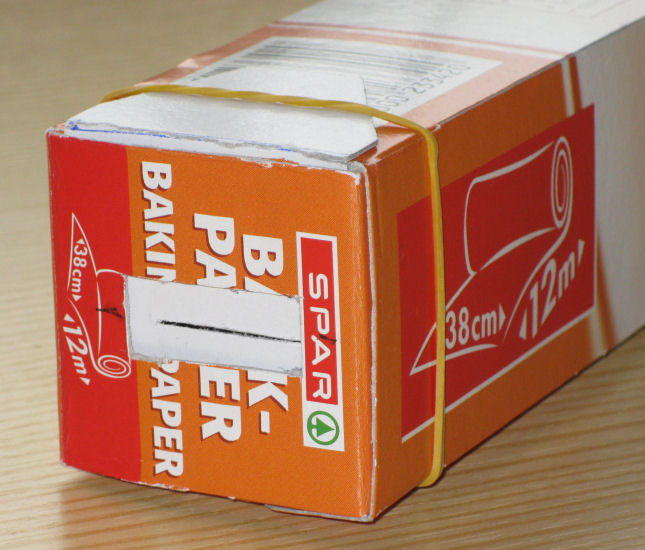 SPAR
BA K-
PA ER
BAKIN PAPER
38cm
12m
38cm
12m